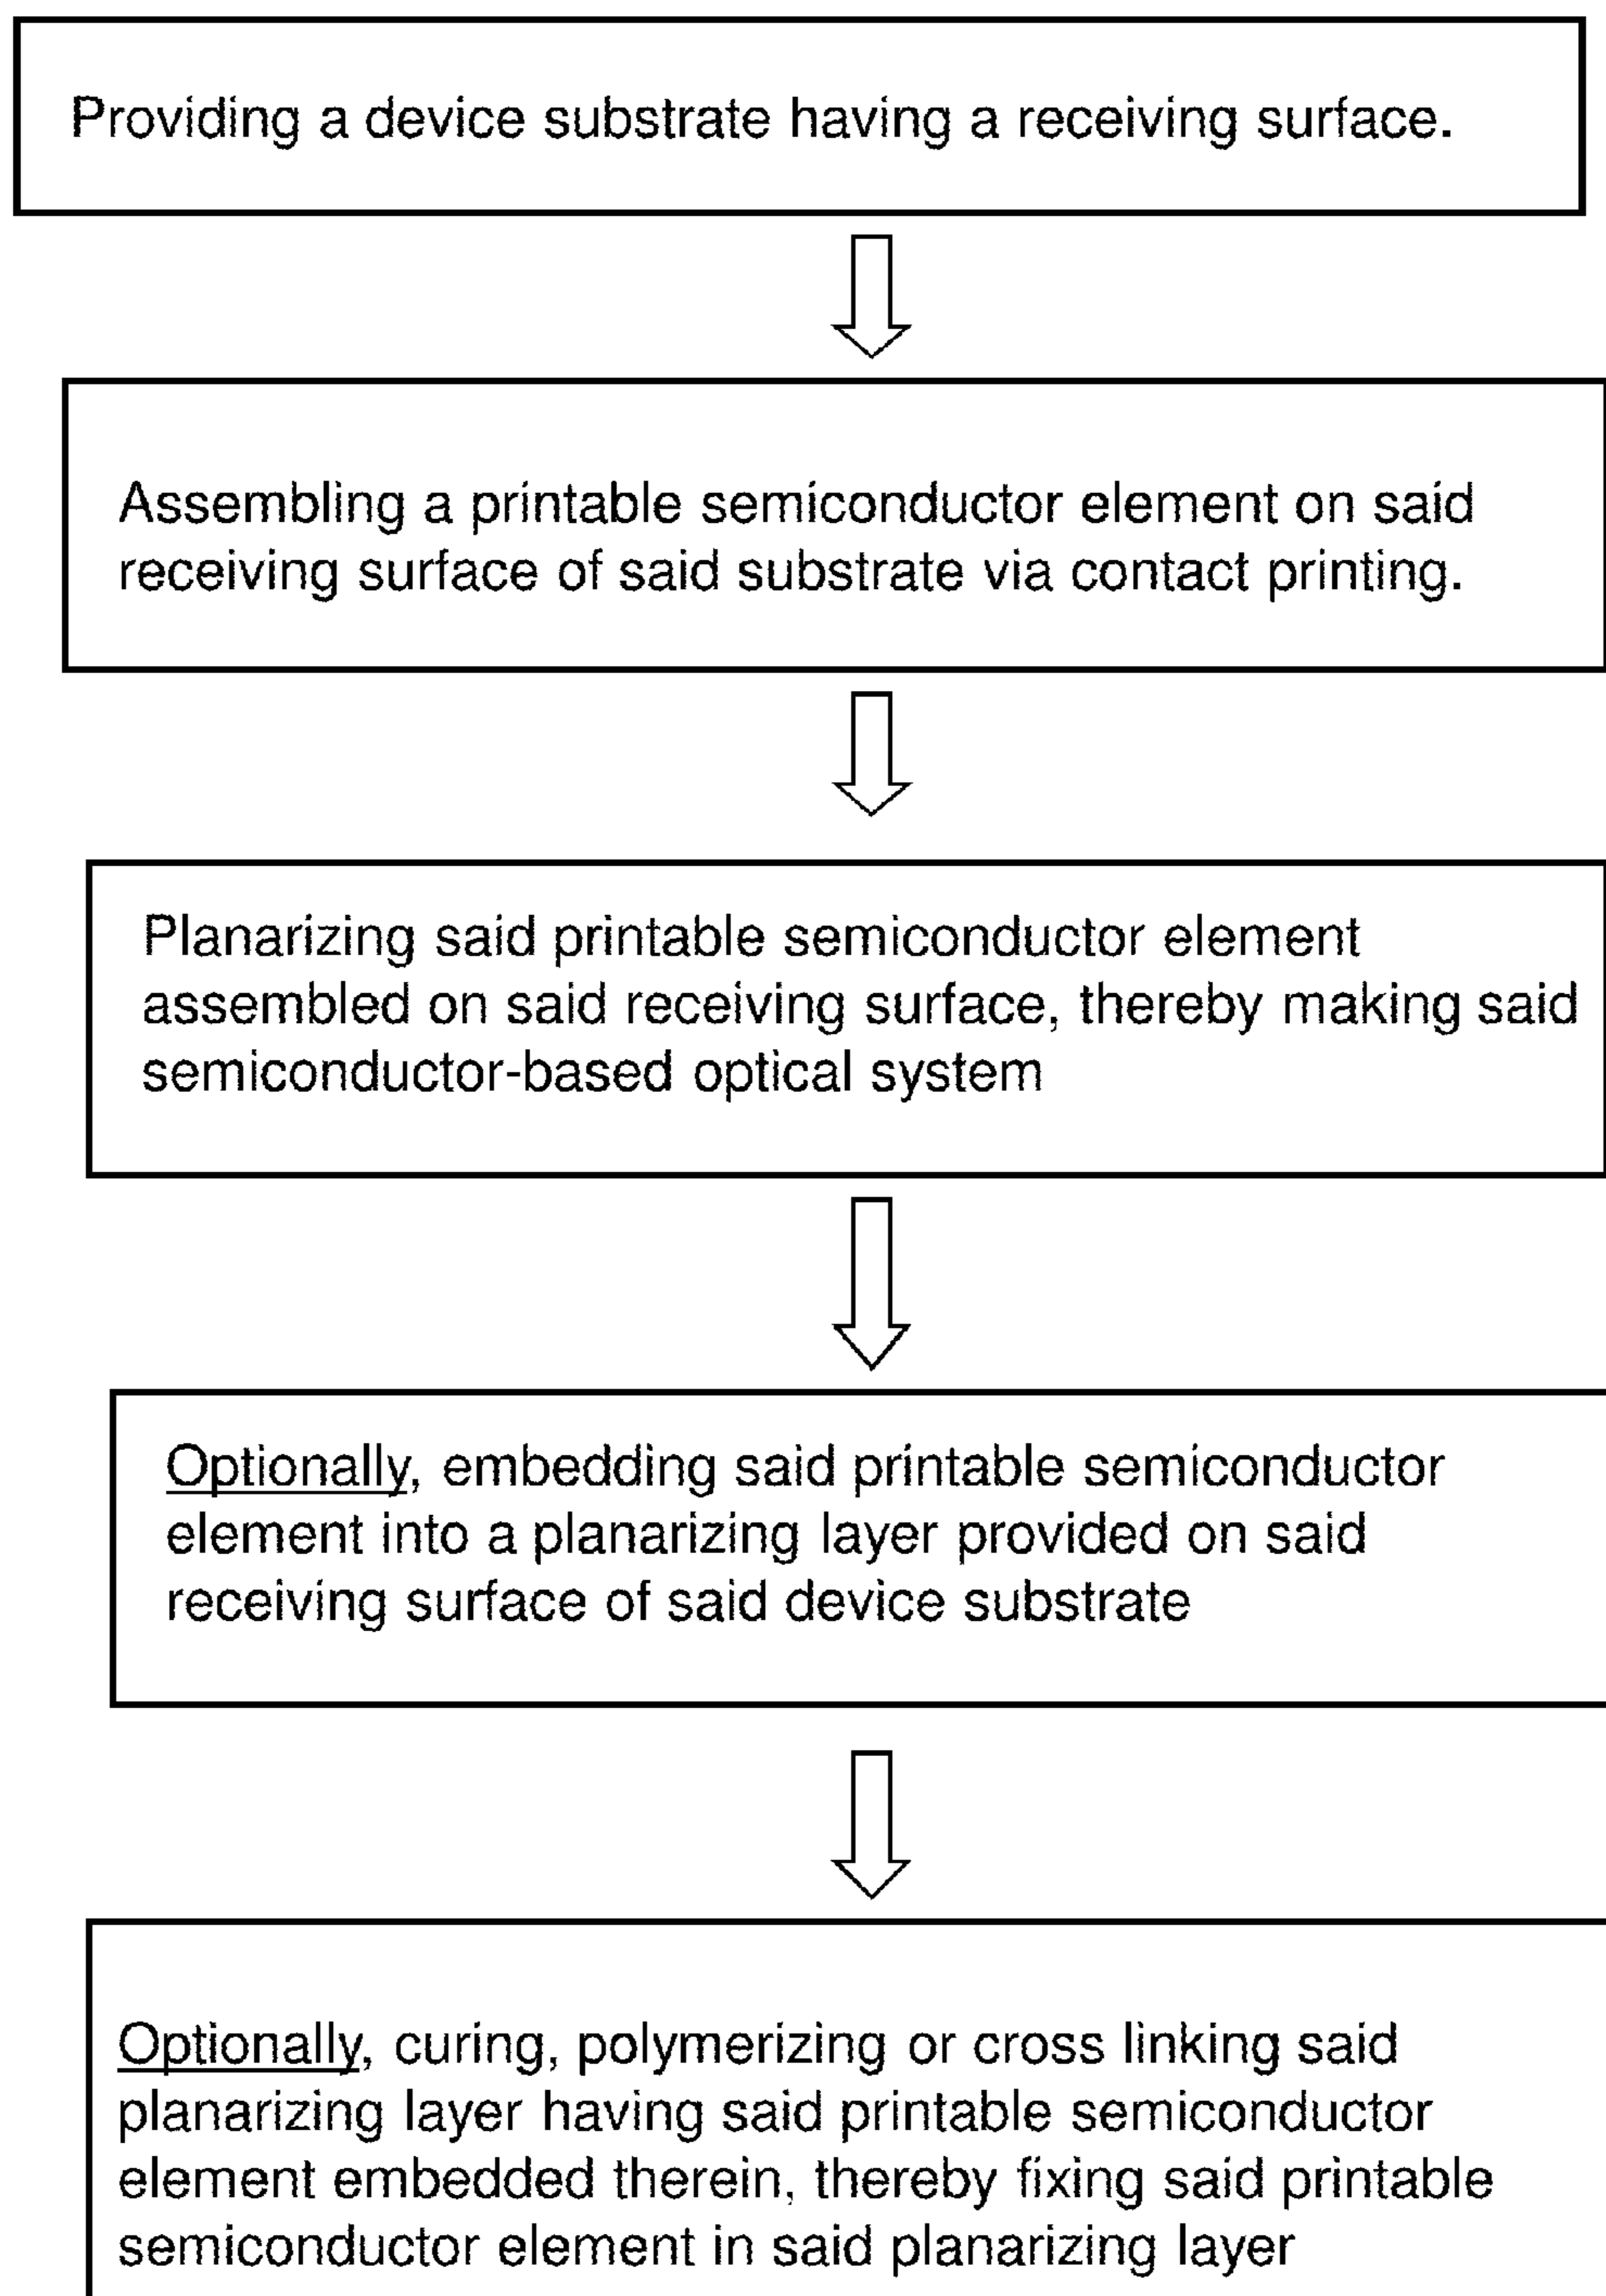 Providing a device substrate having a receiving surface.
Assembling a printable semiconductor element on said
receiving surface of said substrate via contact printing.
Planarizing said printable semiconductor element
assembled on said receiving surface, thereby making said
semiconductor-based optical system
Optionally, embedding said printable semiconductor
element into a planarizing layer provided on said
receiving surface of said device substrate
Optionally, curing, polymerizing or cross linking said
planarizing layer having said printable semiconductor
element embedded therein, thereby fixing said printable
semiconductor element in said planarizing layer